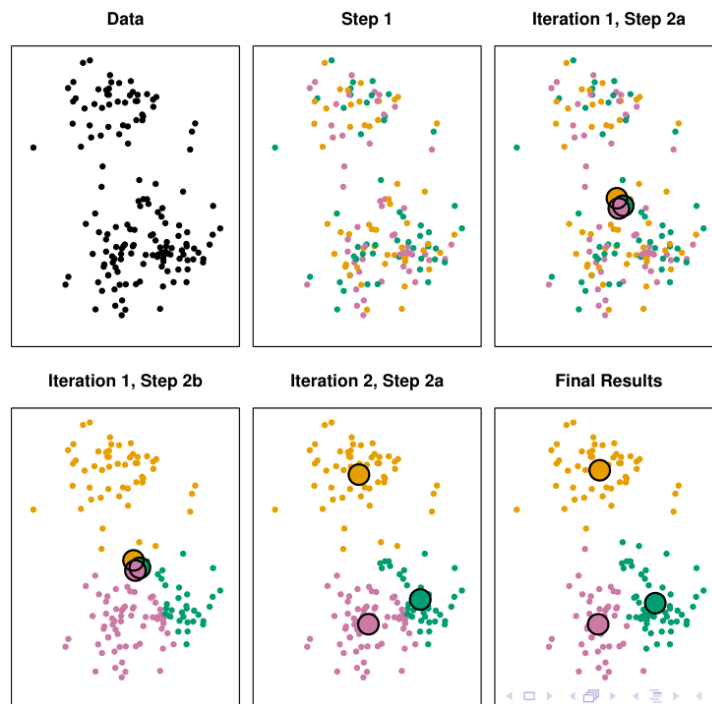 Data
Step 1
Iteration 1, Step 2a
Iteration 1, Step 2b
Iteration 2, Step 2a
Final Results